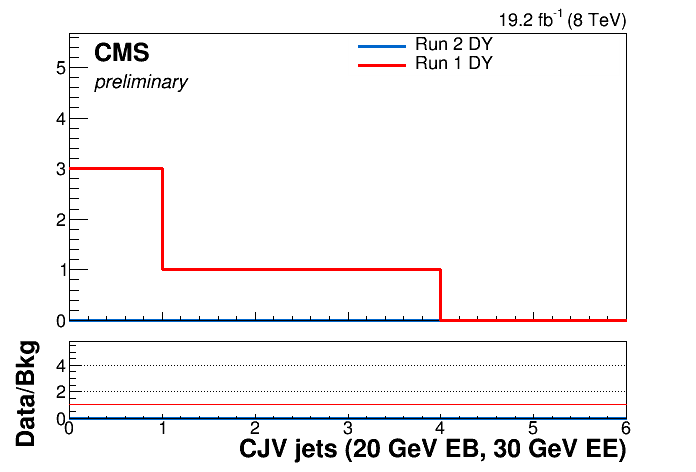 19.2 fb⁻¹ (8 TeV)
CMS
preliminary
Run 2 DY
Run 1 DY
5
4
3
2
1
0
Data/Bkg
4
2
0
0 1 2 3 4 5 6
CJV jets (20 GeV EB, 30 GeV EE)